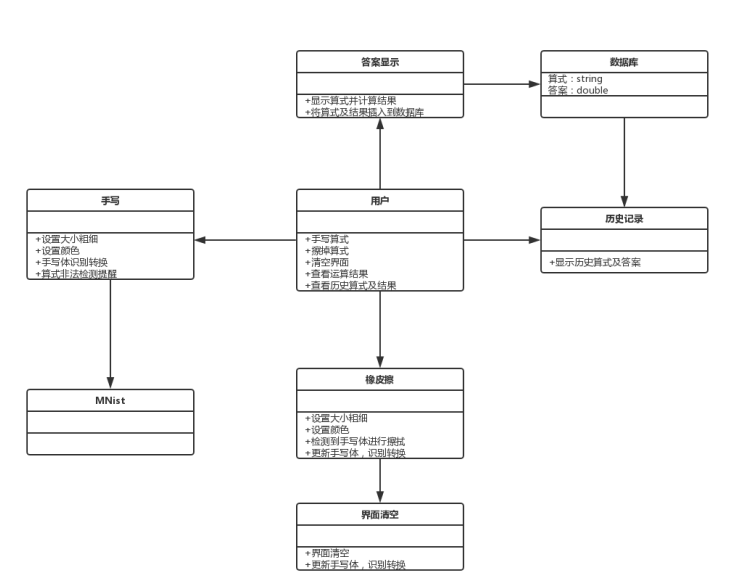 答案显示
+显示算式并计算结果
+将算式及结果插入到数据库
数据库
算式：string
答案：double
手写
+设置大小粗细
+设置颜色
+手写体识别转换
+算式非法检测提醒
用户
+手写算式
+擦掉算式
+清空界面
+查看运算结果
+查看历史算式及结果
历史记录
+显示历史算式及答案
MNist
橡皮擦
+设置大小粗细
+设置颜色
+检测到手写体进行擦拭
+更新手写体，识别转换
界面清空
+界面清空
+更新手写体，识别转换